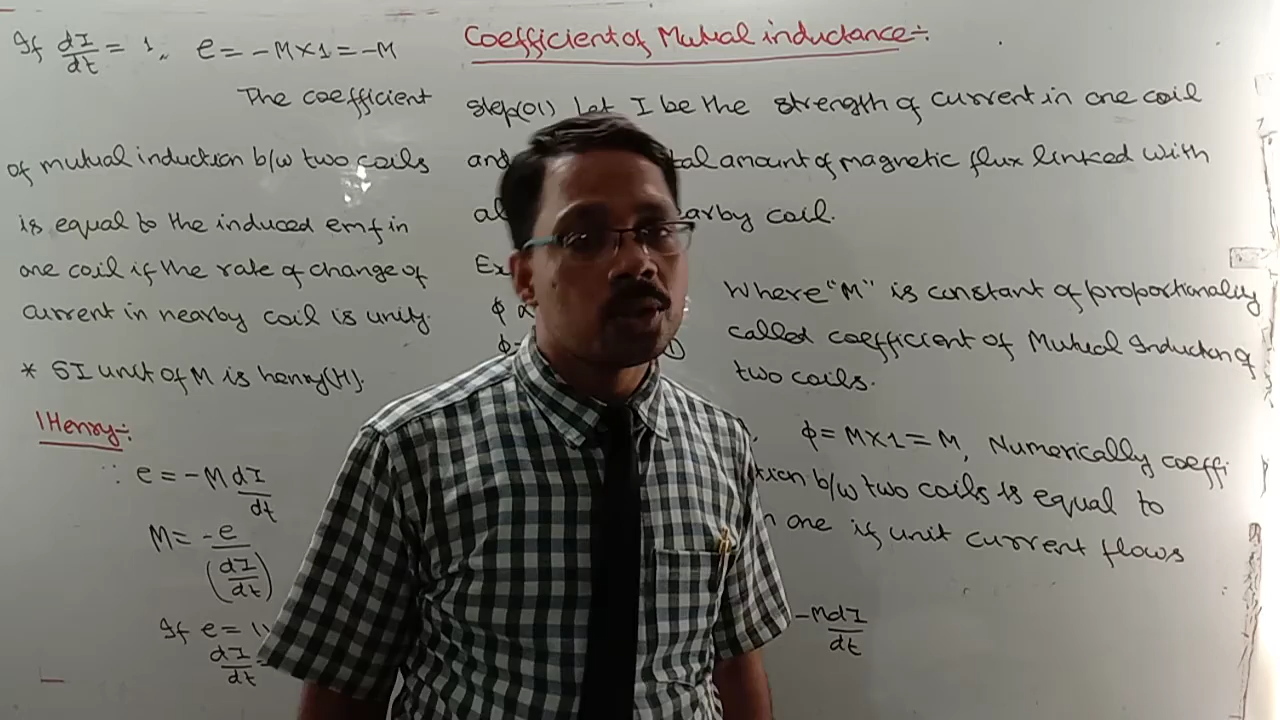 If dI/dt = 1, e = -M×1 = -M
The coefficient
of mutual induction b/w two coils
is equal to the induced emf in
one coil if the rate of change of
current in nearby coil is unity.
* SI unit of M is henry(H).
1 Henry÷
∵ e = -M dI/dt
M = -e/(dI/dt)
If e = 1,
dI/dt =
Coefficient of Mutual inductance÷
Step(01) Let I be the strength of current in one coil
and amount of magnetic flux linked with
coil.
ϕ
ϕ
Where "M" is constant of proportionality
called coefficient of Mutual Induction of
two coils.
ϕ = M×1 = M, Numerically coeffi
b/w two coils is equal to
one if unit current flows
-M dI/dt